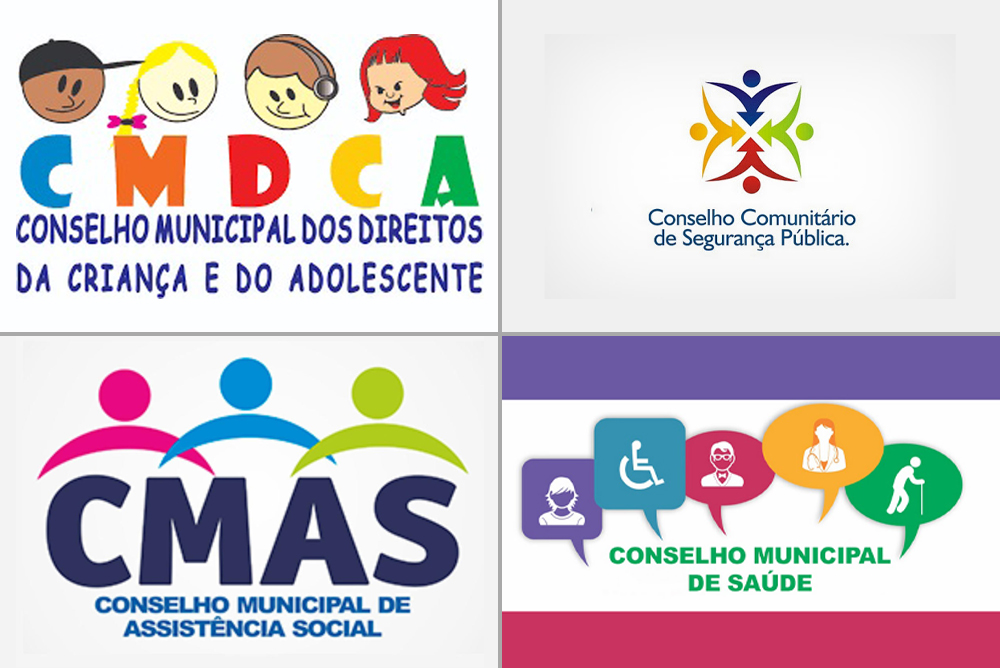 CMDCA
CONSELHO MUNICIPAL DOS DIREITOS
DA CRIANÇA E DO ADOLESCENTE
Conselho Comunitário
de Segurança Pública.
CMAS
CONSELHO MUNICIPAL DE
ASSISTÊNCIA SOCIAL
CONSELHO MUNICIPAL
DE SAÚDE